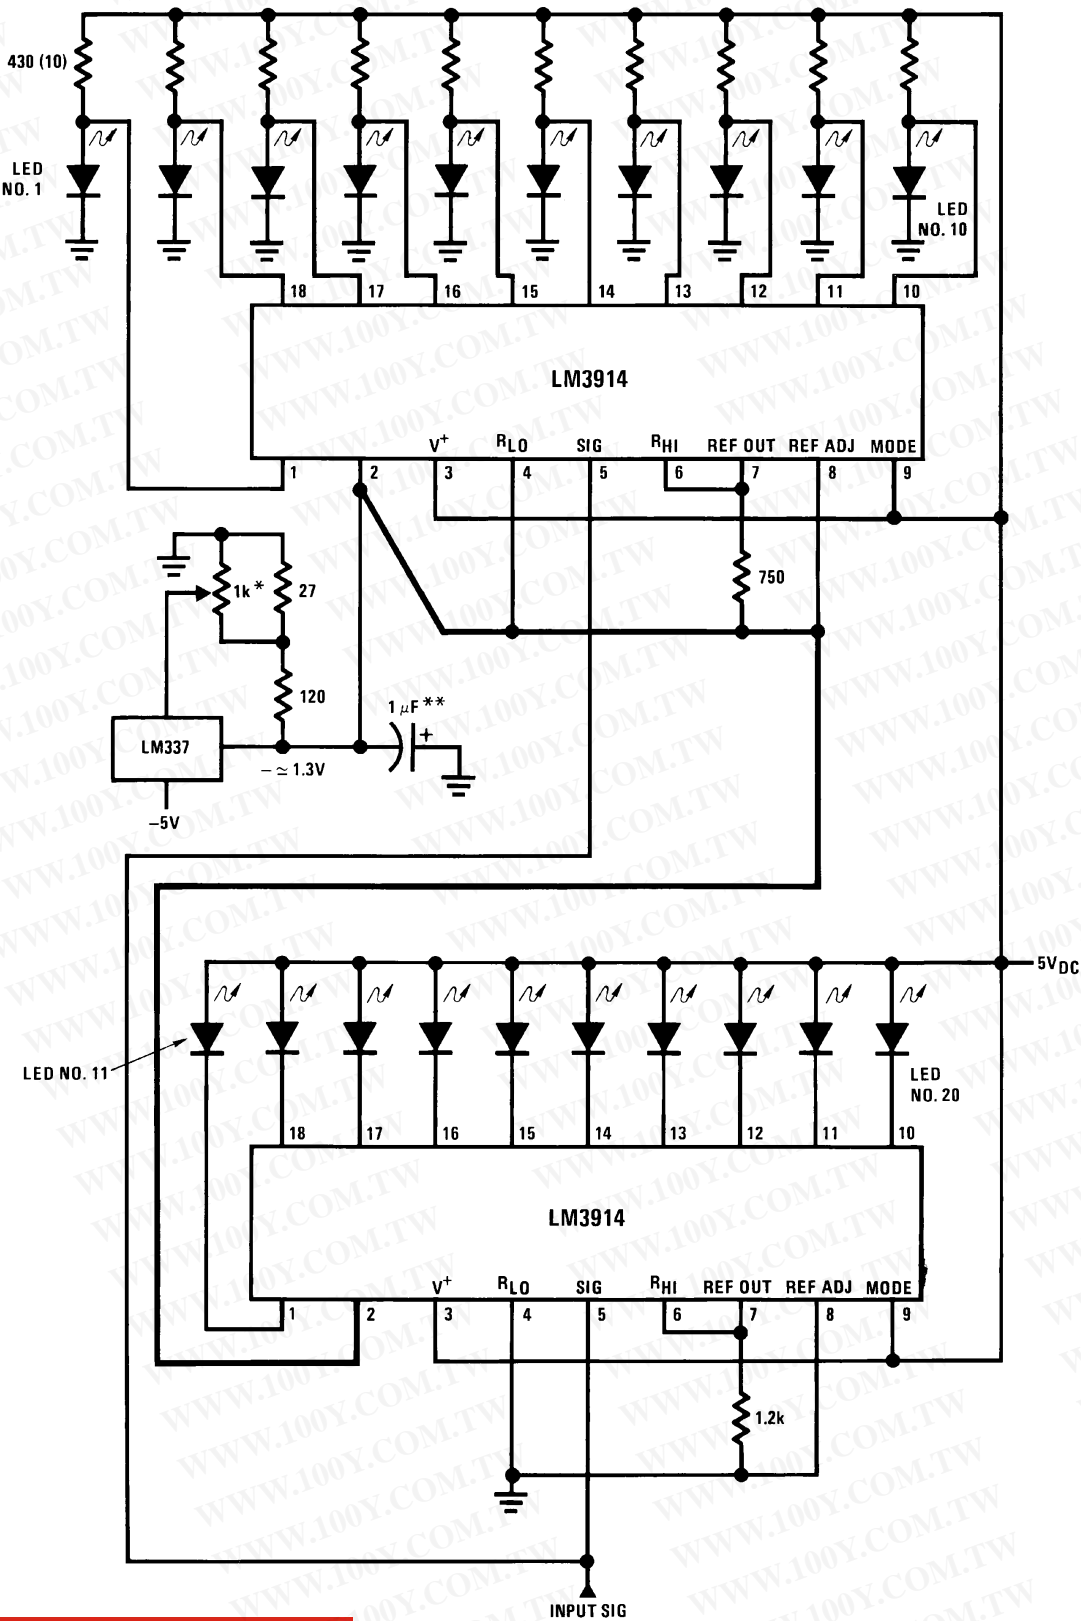 430 (10)
LED
NO. 1
LED
NO. 10
18 17 16 15 14 13 12 11 10
LM3914
V+ RLO SIG RHI REF OUT REF ADJ MODE
1 2 3 4 5 6 7 8 9
750
1k* 27
120
1 μF**
+
LM337
− ≃ 1.3V
−5V
5VDC
LED NO. 11
LED
NO. 20
18 17 16 15 14 13 12 11 10
LM3914
V+ RLO SIG RHI REF OUT REF ADJ MODE
1 2 3 4 5 6 7 8 9
1.2k
INPUT SIG
WWW.100Y.COM.TW